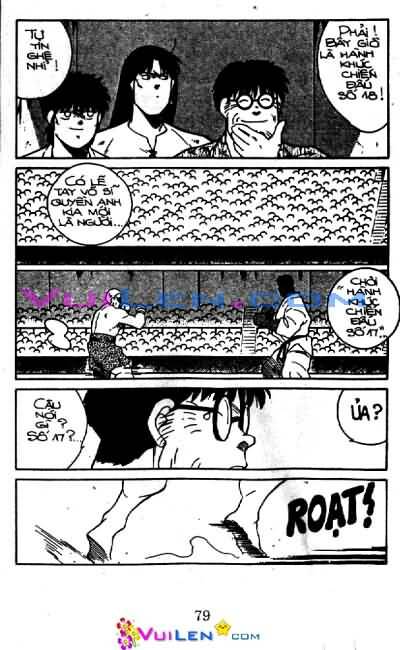 TỰ
TIN
GHÊ
NHỈ!
PHẢI!
BÂY GIỜ
LÀ HÀNH
KHÚC
CHIẾN
ĐẤU
SỐ 18!
CÓ LẼ
TAY VÕ SĨ
QUYỀN ANH
KIA MỚI
LÀ NGƯỜI...
"CHƠI
HÀNH
KHÚC
CHIẾN
ĐẤU
SỐ 17"
VUILEN.COM
ỦA?
CẬU
NÓI
GÌ?
SỐ 17?...
ROẠT!
79
VUILEN
.COM